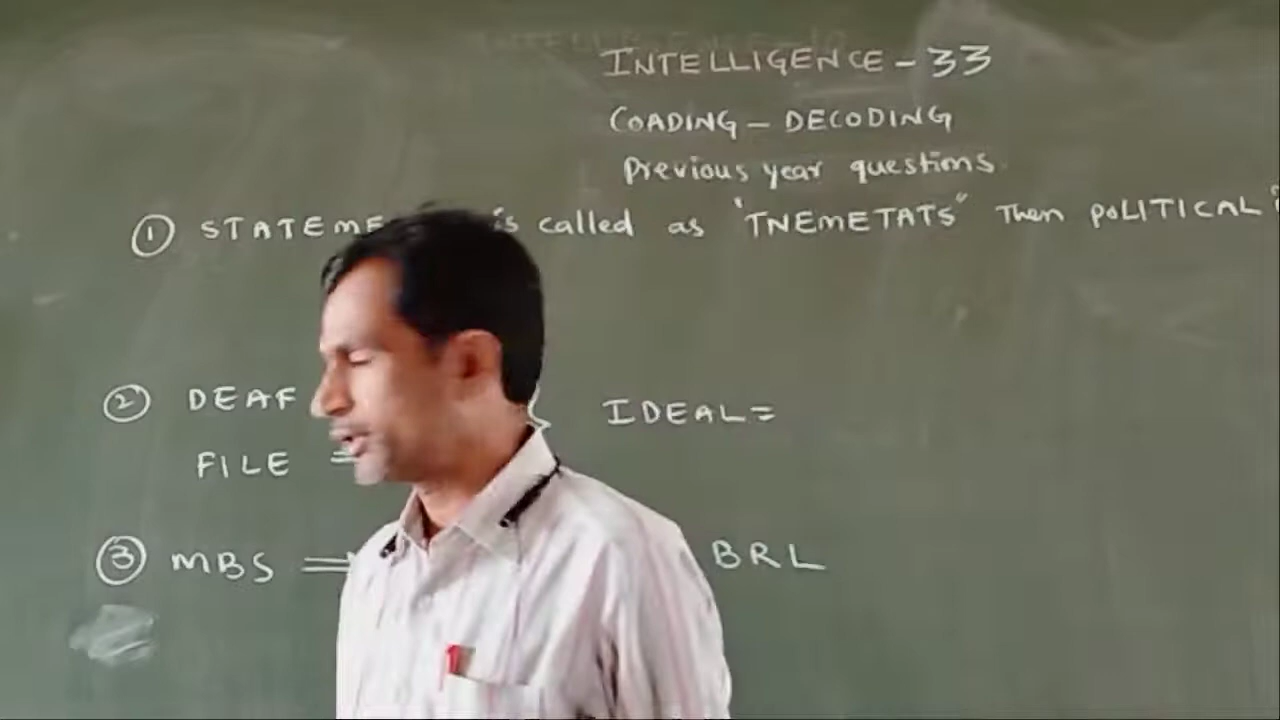 INTELLIGENCE - 33
COADING - DECODING
Previous year questions
① STATEME is called as "TNEMETATS" Then POLITICAL
② DEAF IDEAL=
FILE =
③ MBS ⇒ BRL